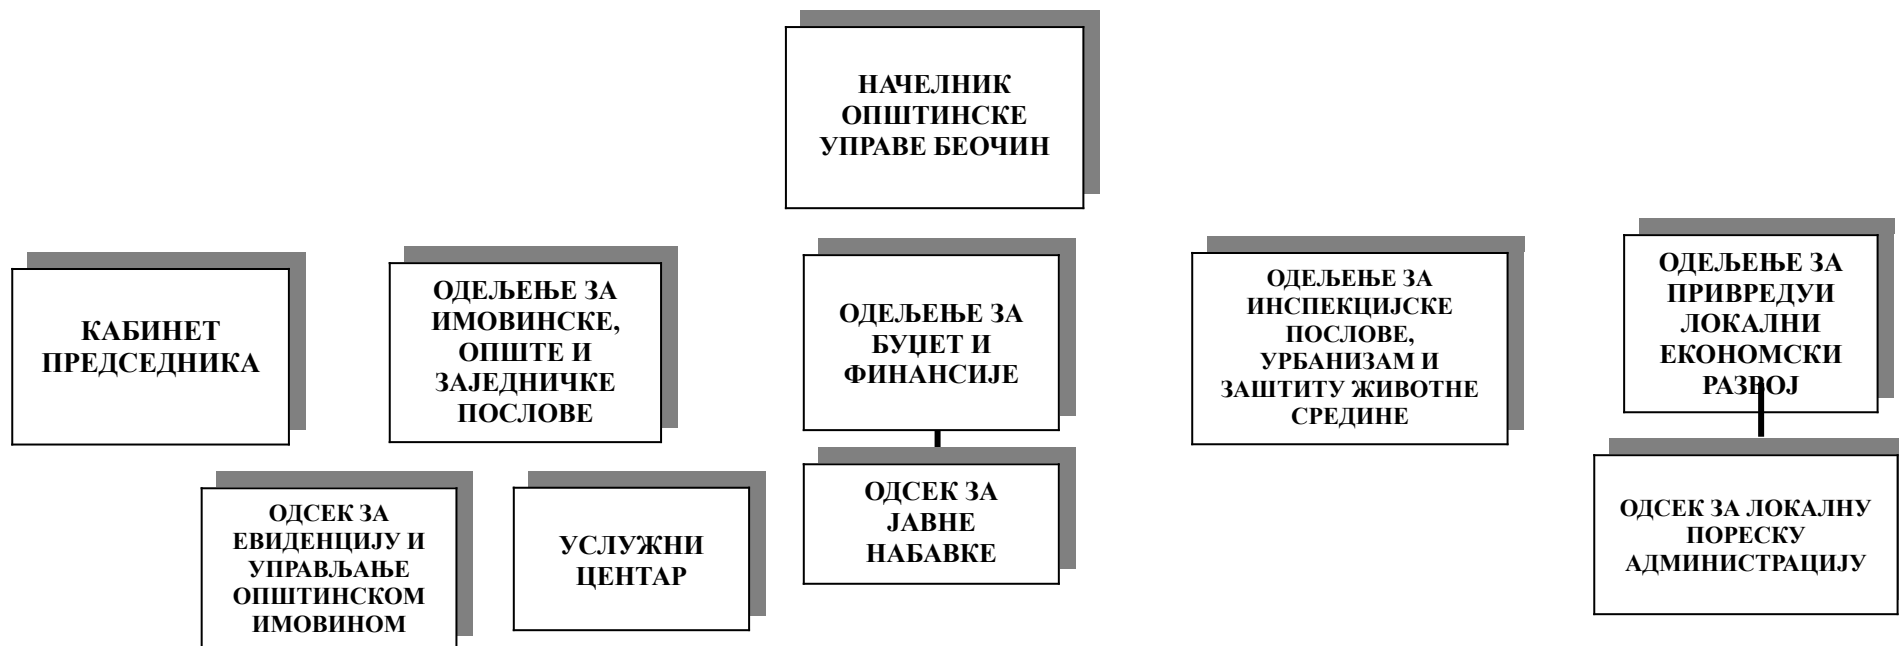 НАЧЕЛНИК
ОПШТИНСКЕ
УПРАВЕ БЕОЧИН
КАБИНЕТ
ПРЕДСЕДНИКА
ОДЕЉЕЊЕ ЗА
ИМОВИНСКЕ,
ОПШТЕ И
ЗАЈЕДНИЧКЕ
ПОСЛОВЕ
ОДЕЉЕЊЕ ЗА
БУЏЕТ И
ФИНАНСИЈЕ
ОДЕЉЕЊЕ ЗА
ИНСПЕКЦИЈСКЕ
ПОСЛОВЕ,
УРБАНИЗАМ И
ЗАШТИТУ ЖИВОТНЕ
СРЕДИНЕ
ОДЕЉЕЊЕ ЗА
ПРИВРЕДУИ
ЛОКАЛНИ
ЕКОНОМСКИ
РАЗВОЈ
ОДСЕК ЗА
ЕВИДЕНЦИЈУ И
УПРАВЉАЊЕ
ОПШТИНСКОМ
ИМОВИНОМ
УСЛУЖНИ
ЦЕНТАР
ОДСЕК ЗА
ЈАВНЕ
НАБАВКЕ
ОДСЕК ЗА ЛОКАЛНУ
ПОРЕСКУ
АДМИНИСТРАЦИЈУ